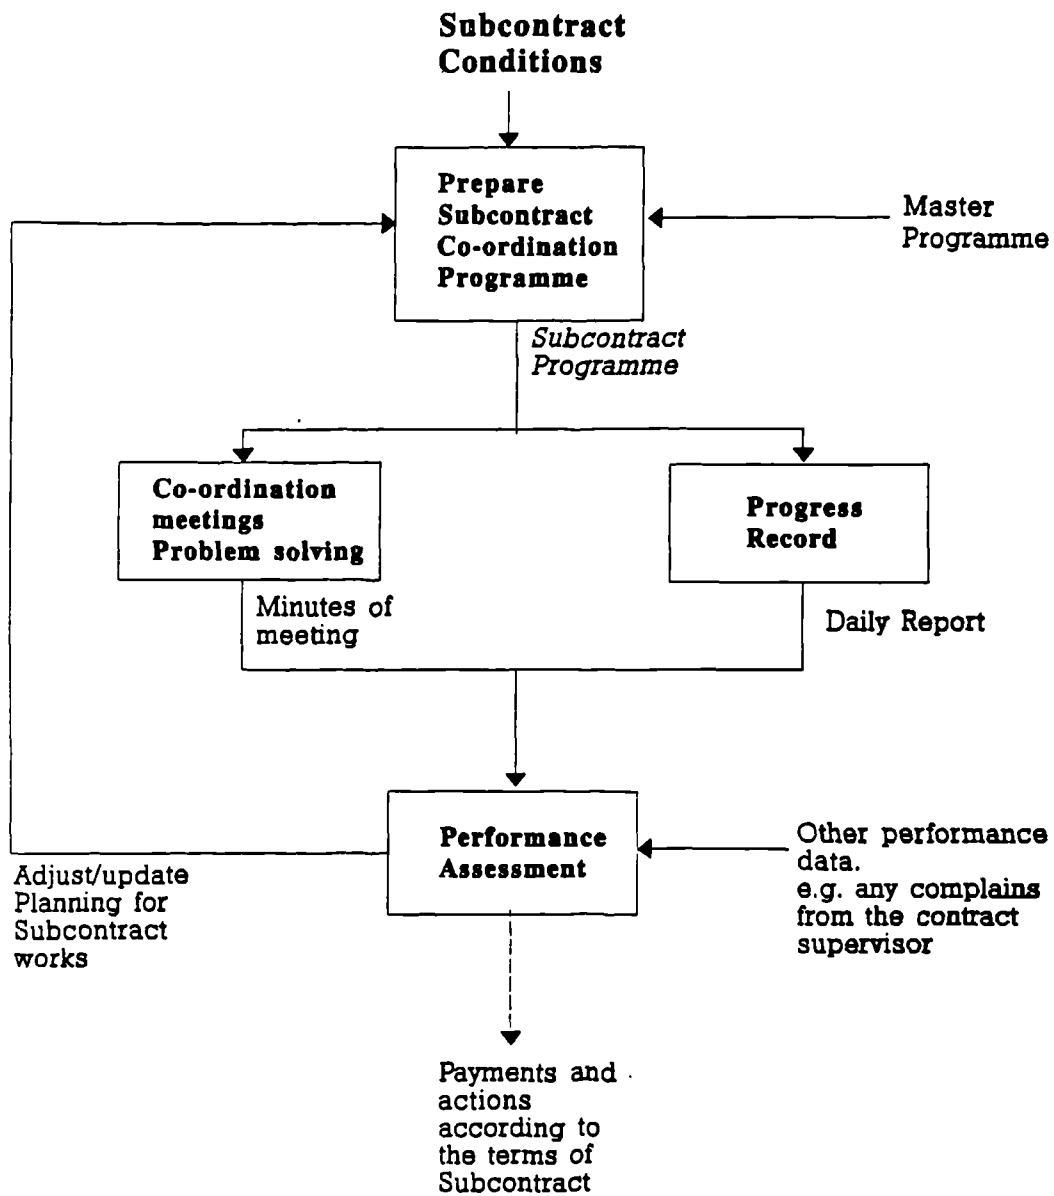 Subcontract
Conditions
Prepare
Subcontract
Co-ordination
Programme
Master
Programme
Subcontract
Programme
Co-ordination
meetings
Problem solving
Progress
Record
Minutes of
meeting
Daily Report
Performance
Assessment
Other performance
data.
e.g. any complains
from the contract
supervisor
Adjust/update
Planning for
Subcontract
works
Payments and
actions
according to
the terms of
Subcontract